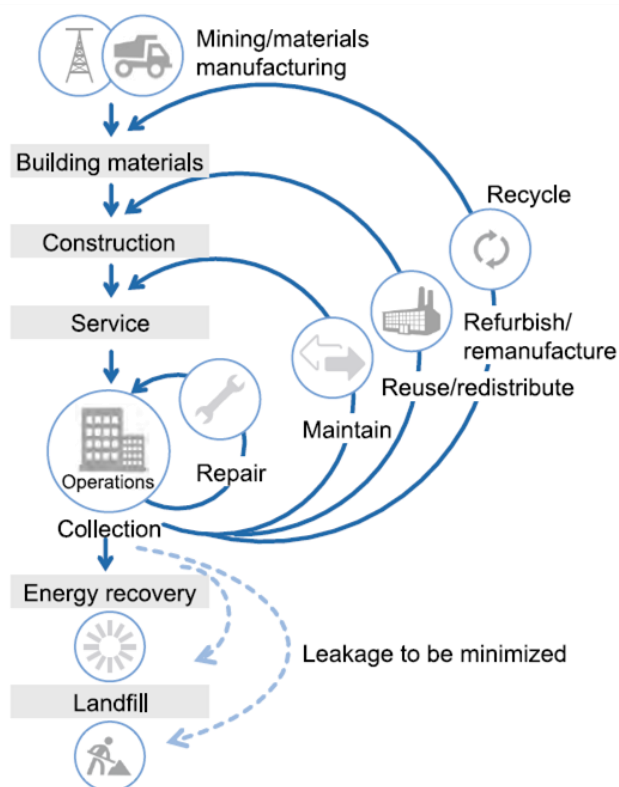 Mining/materials
manufacturing
Building materials
Recycle
Construction
Service
Refurbish/
remanufacture
Reuse/redistribute
Maintain
Repair
Operations
Collection
Energy recovery
Leakage to be minimized
Landfill